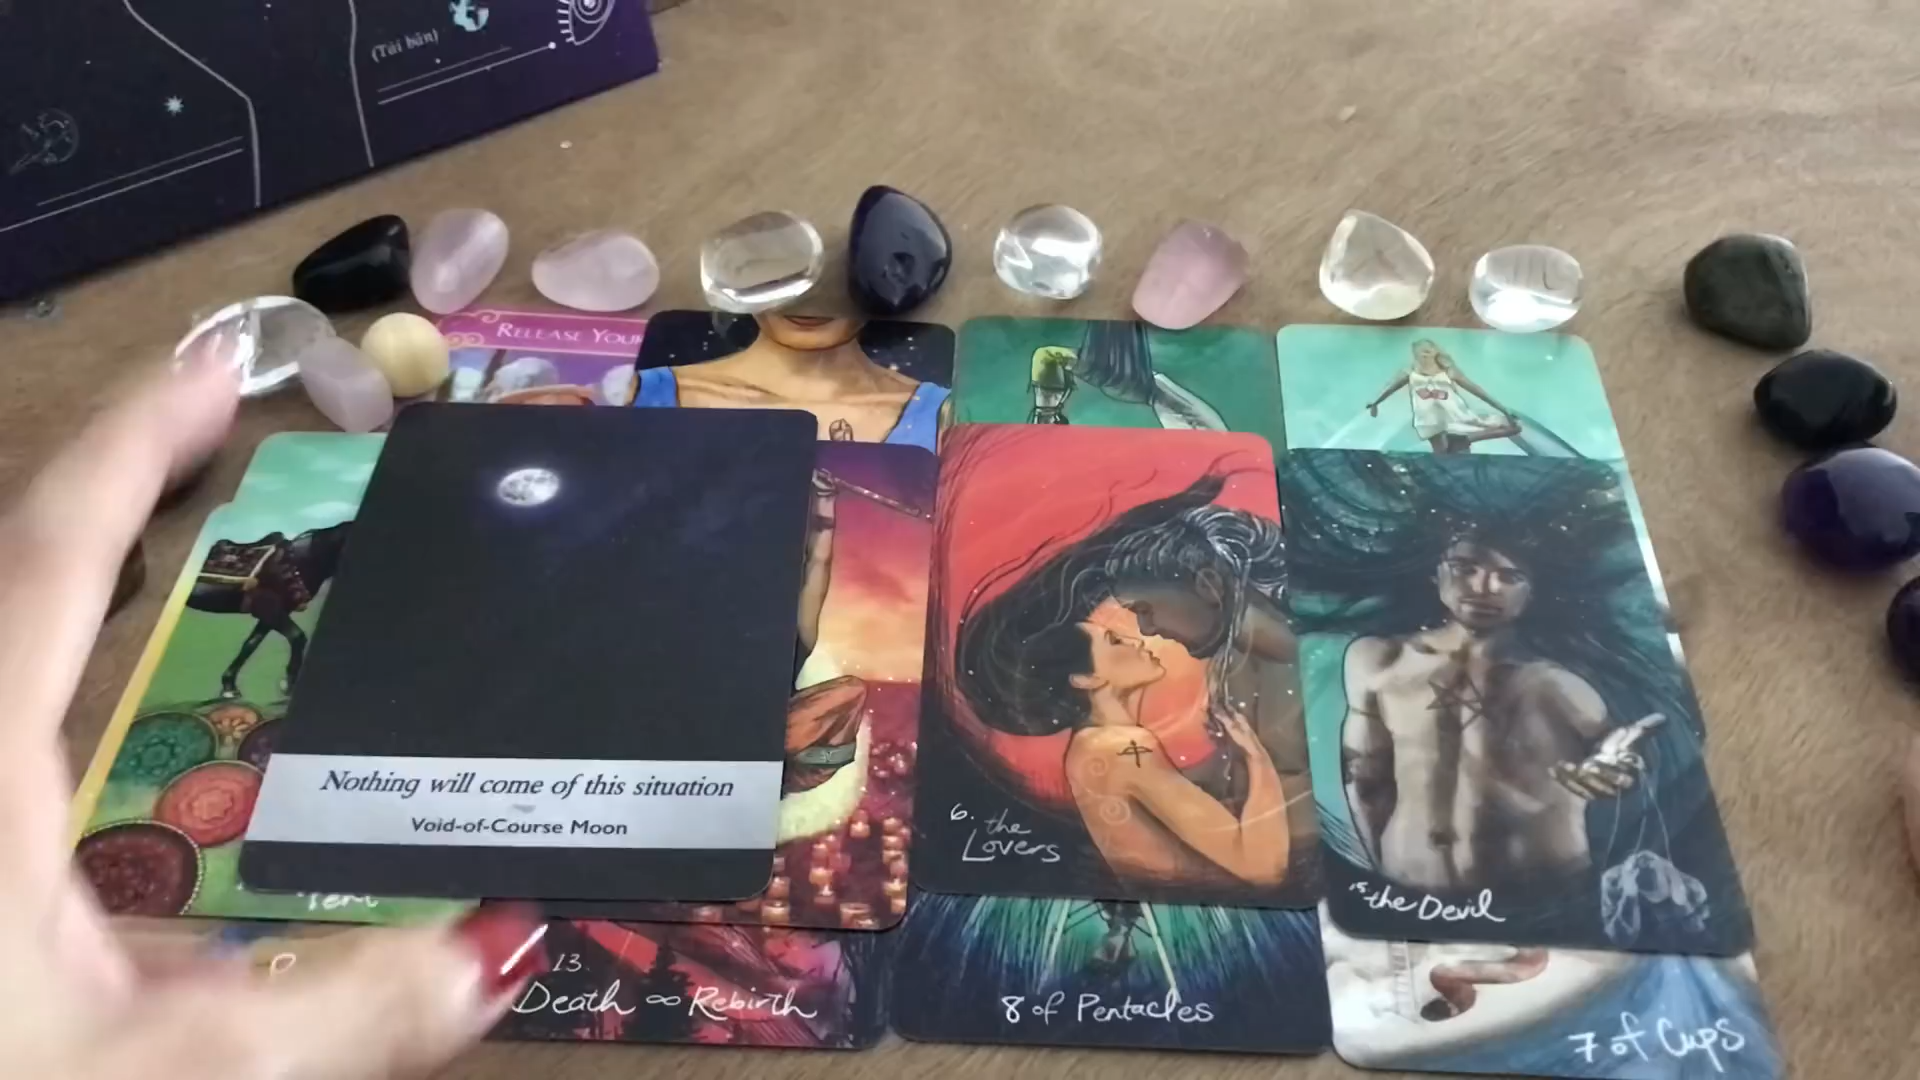 (Tái bản)
RELEASE YOUR
Nothing will come of this situation
Void-of-Course Moon
6. the
Lovers
15 the Devil
13.
Death ∞ Rebirth
8 of Pentacles
7 of Cups